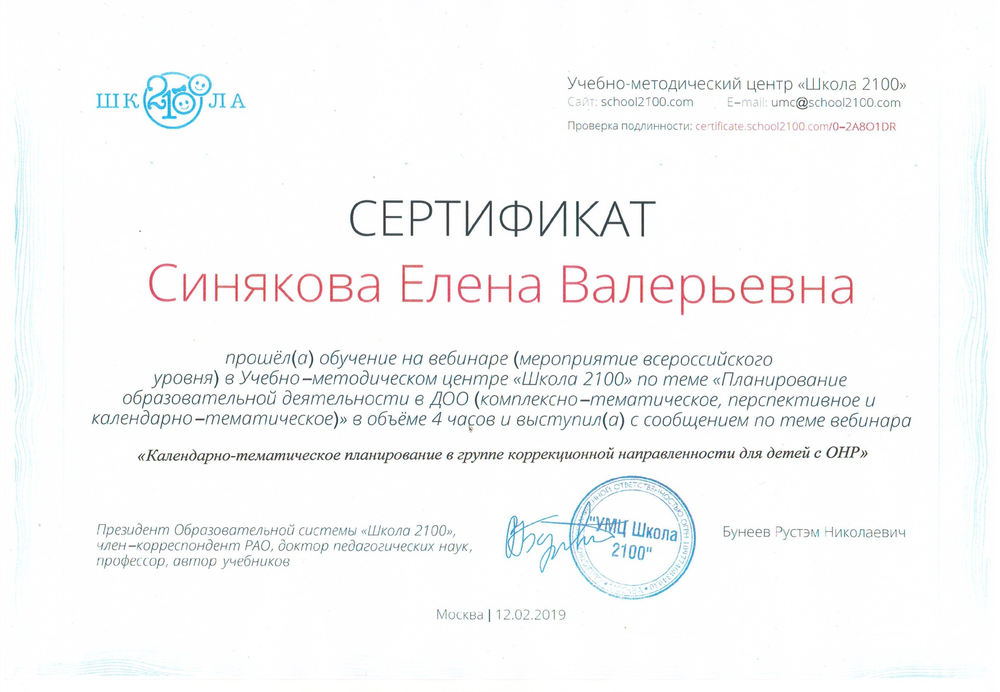 ШК 2100 ЛА
Учебно-методический центр «Школа 2100»
Сайт: school2100.com E-mail: umc@school2100.com
Проверка подлинности: certificate.school2100.com/0-2A8O1DR
СЕРТИФИКАТ
Синякова Елена Валерьевна
прошёл(а) обучение на вебинаре (мероприятие всероссийского
уровня) в Учебно-методическом центре «Школа 2100» по теме «Планирование
образовательной деятельности в ДОО (комплексно-тематическое, перспективное и
календарно-тематическое)» в объёме 4 часов и выступил(а) с сообщением по теме вебинара
«Календарно-тематическое планирование в группе коррекционной направленности для детей с ОНР»
Президент Образовательной системы «Школа 2100»,
член-корреспондент РАО, доктор педагогических наук,
профессор, автор учебников
ОТВЕТСТВЕННОСТЬЮ ОГРН 1097746834030
МОСКВА
"УМЦ Школа
2100"
Бунеев Рустэм Николаевич
Москва | 12.02.2019